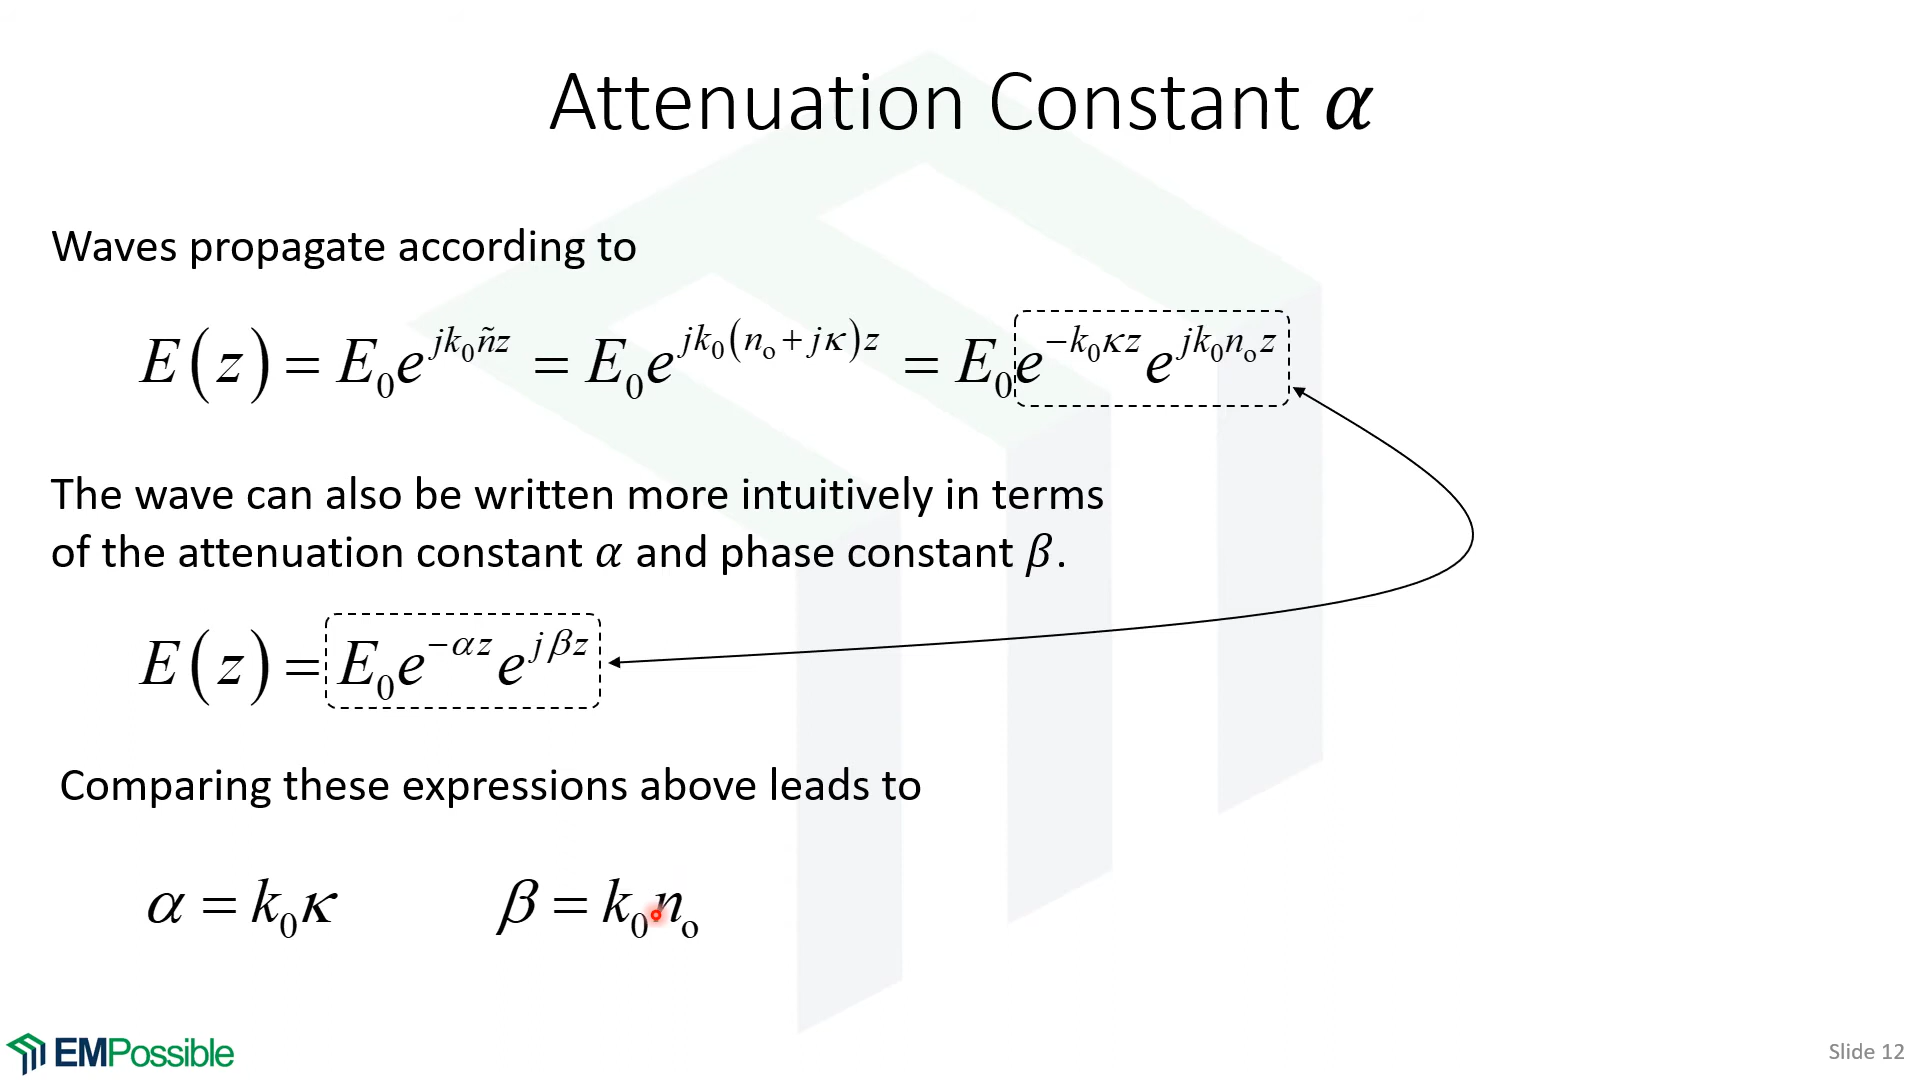 Attenuation Constant α
Waves propagate according to
E(z) = E₀e^{jk₀ñz} = E₀e^{jk₀(nₒ+jκ)z} = E₀e^{−k₀κz}e^{jk₀nₒz}
The wave can also be written more intuitively in terms
of the attenuation constant α and phase constant β.
E(z) = E₀e^{−αz}e^{jβz}
Comparing these expressions above leads to
α = k₀κ β = k₀nₒ
EMPossible
Slide 12